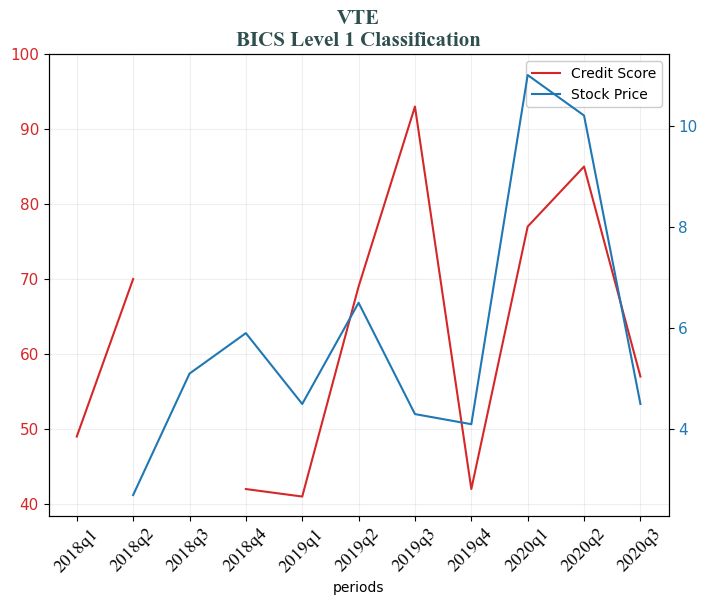 VTE
BICS Level 1 Classification
Credit Score
Stock Price
100
90
80
70
60
50
40
10
8
6
4
2018q1
2018q2
2018q3
2018q4
2019q1
2019q2
2019q3
2019q4
2020q1
2020q2
2020q3
periods